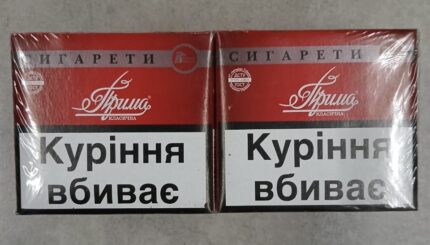 СИГАРЕТИ
Прима
КЛАСИЧНА
Куріння
вбиває
СИГАРЕТИ
Прима
КЛАСИЧНА
Куріння
вбиває